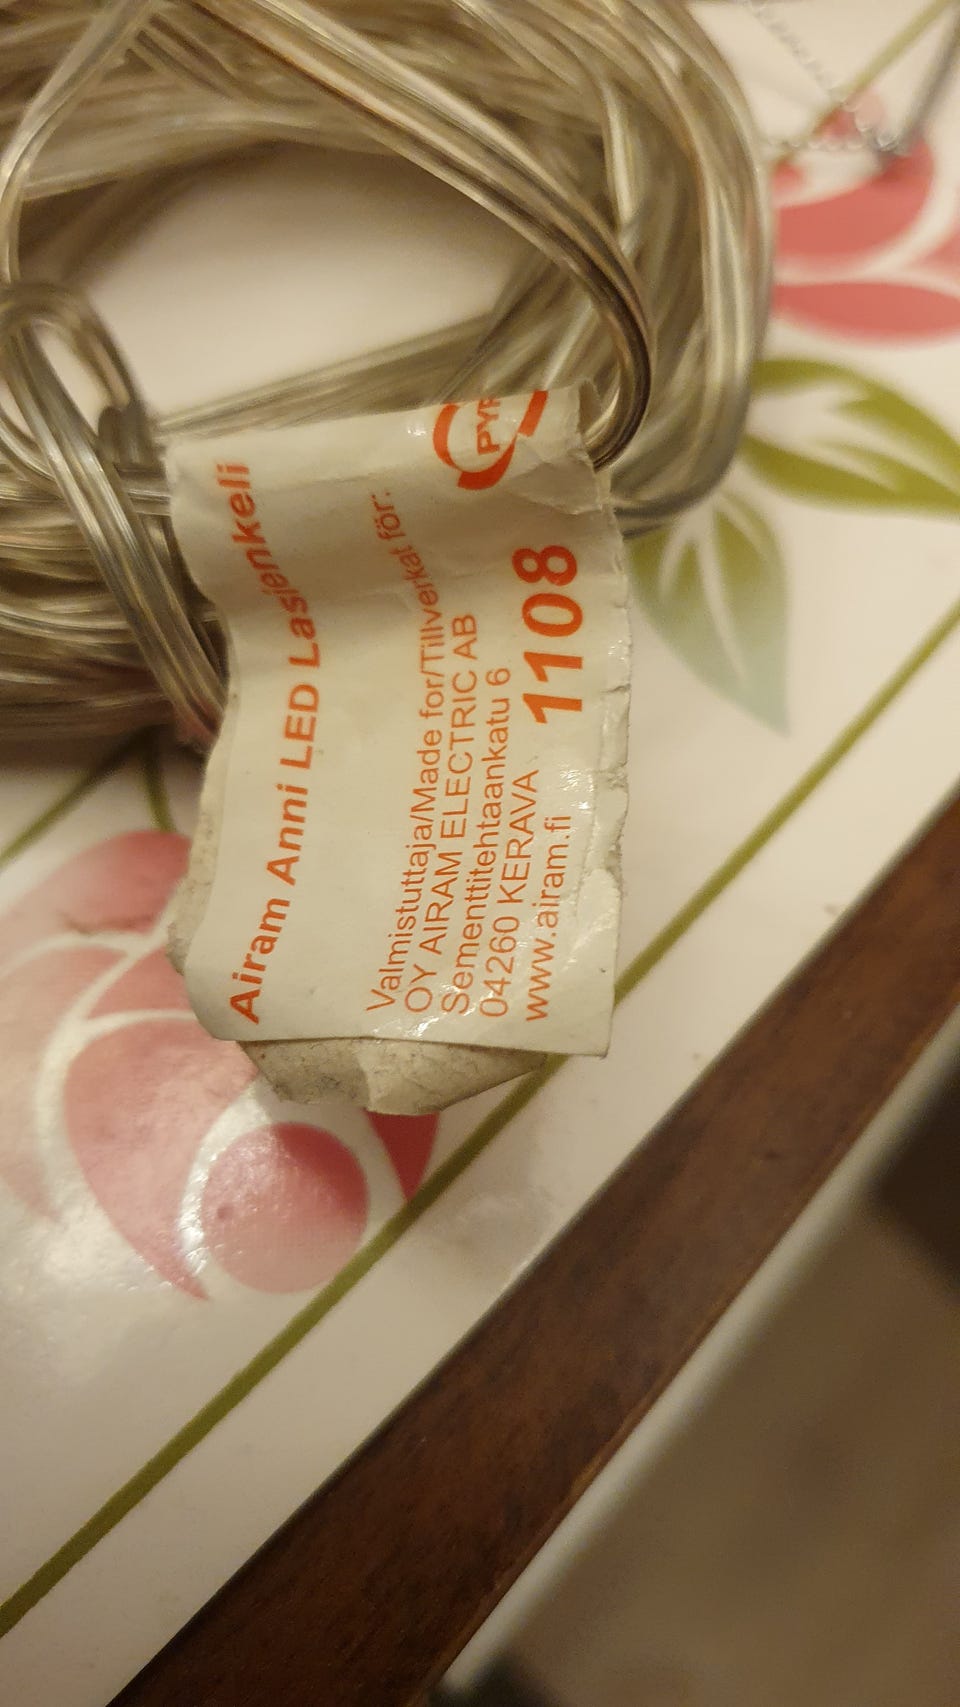 Airam Anni LED Lasienkeli
Valmistuttaja/Made for/Tillverkat för:
OY AIRAM ELECTRIC AB
Sementtitehtaankatu 6
04260 KERAVA
www.airam.fi
1108
PYR